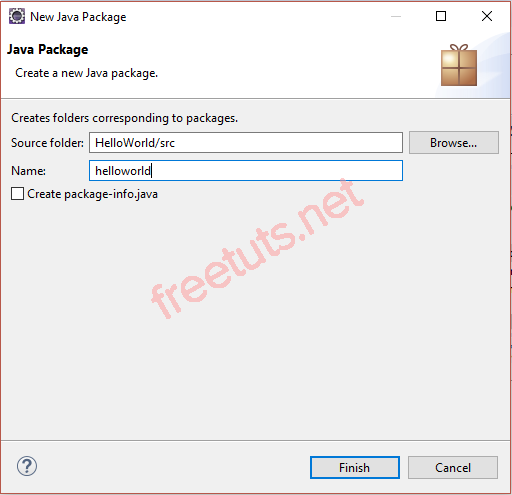 New Java Package
Java Package
Create a new Java package.
Creates folders corresponding to packages.
Source folder: HelloWorld/src Browse...
Name: helloworld
Create package-info.java
freetuts.net
? Finish Cancel